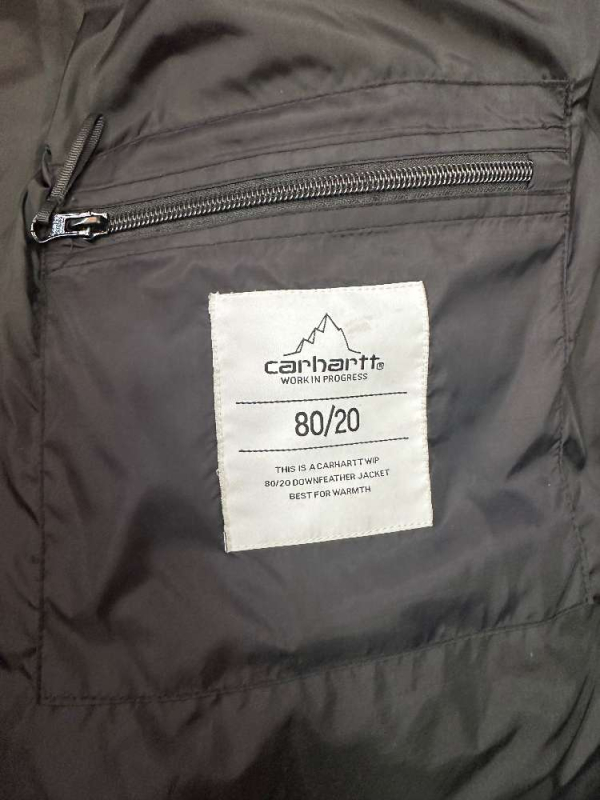 carhartt®
WORK IN PROGRESS
80/20
THIS IS A CARHARTT WIP
80/20 DOWNFEATHER JACKET
BEST FOR WARMTH